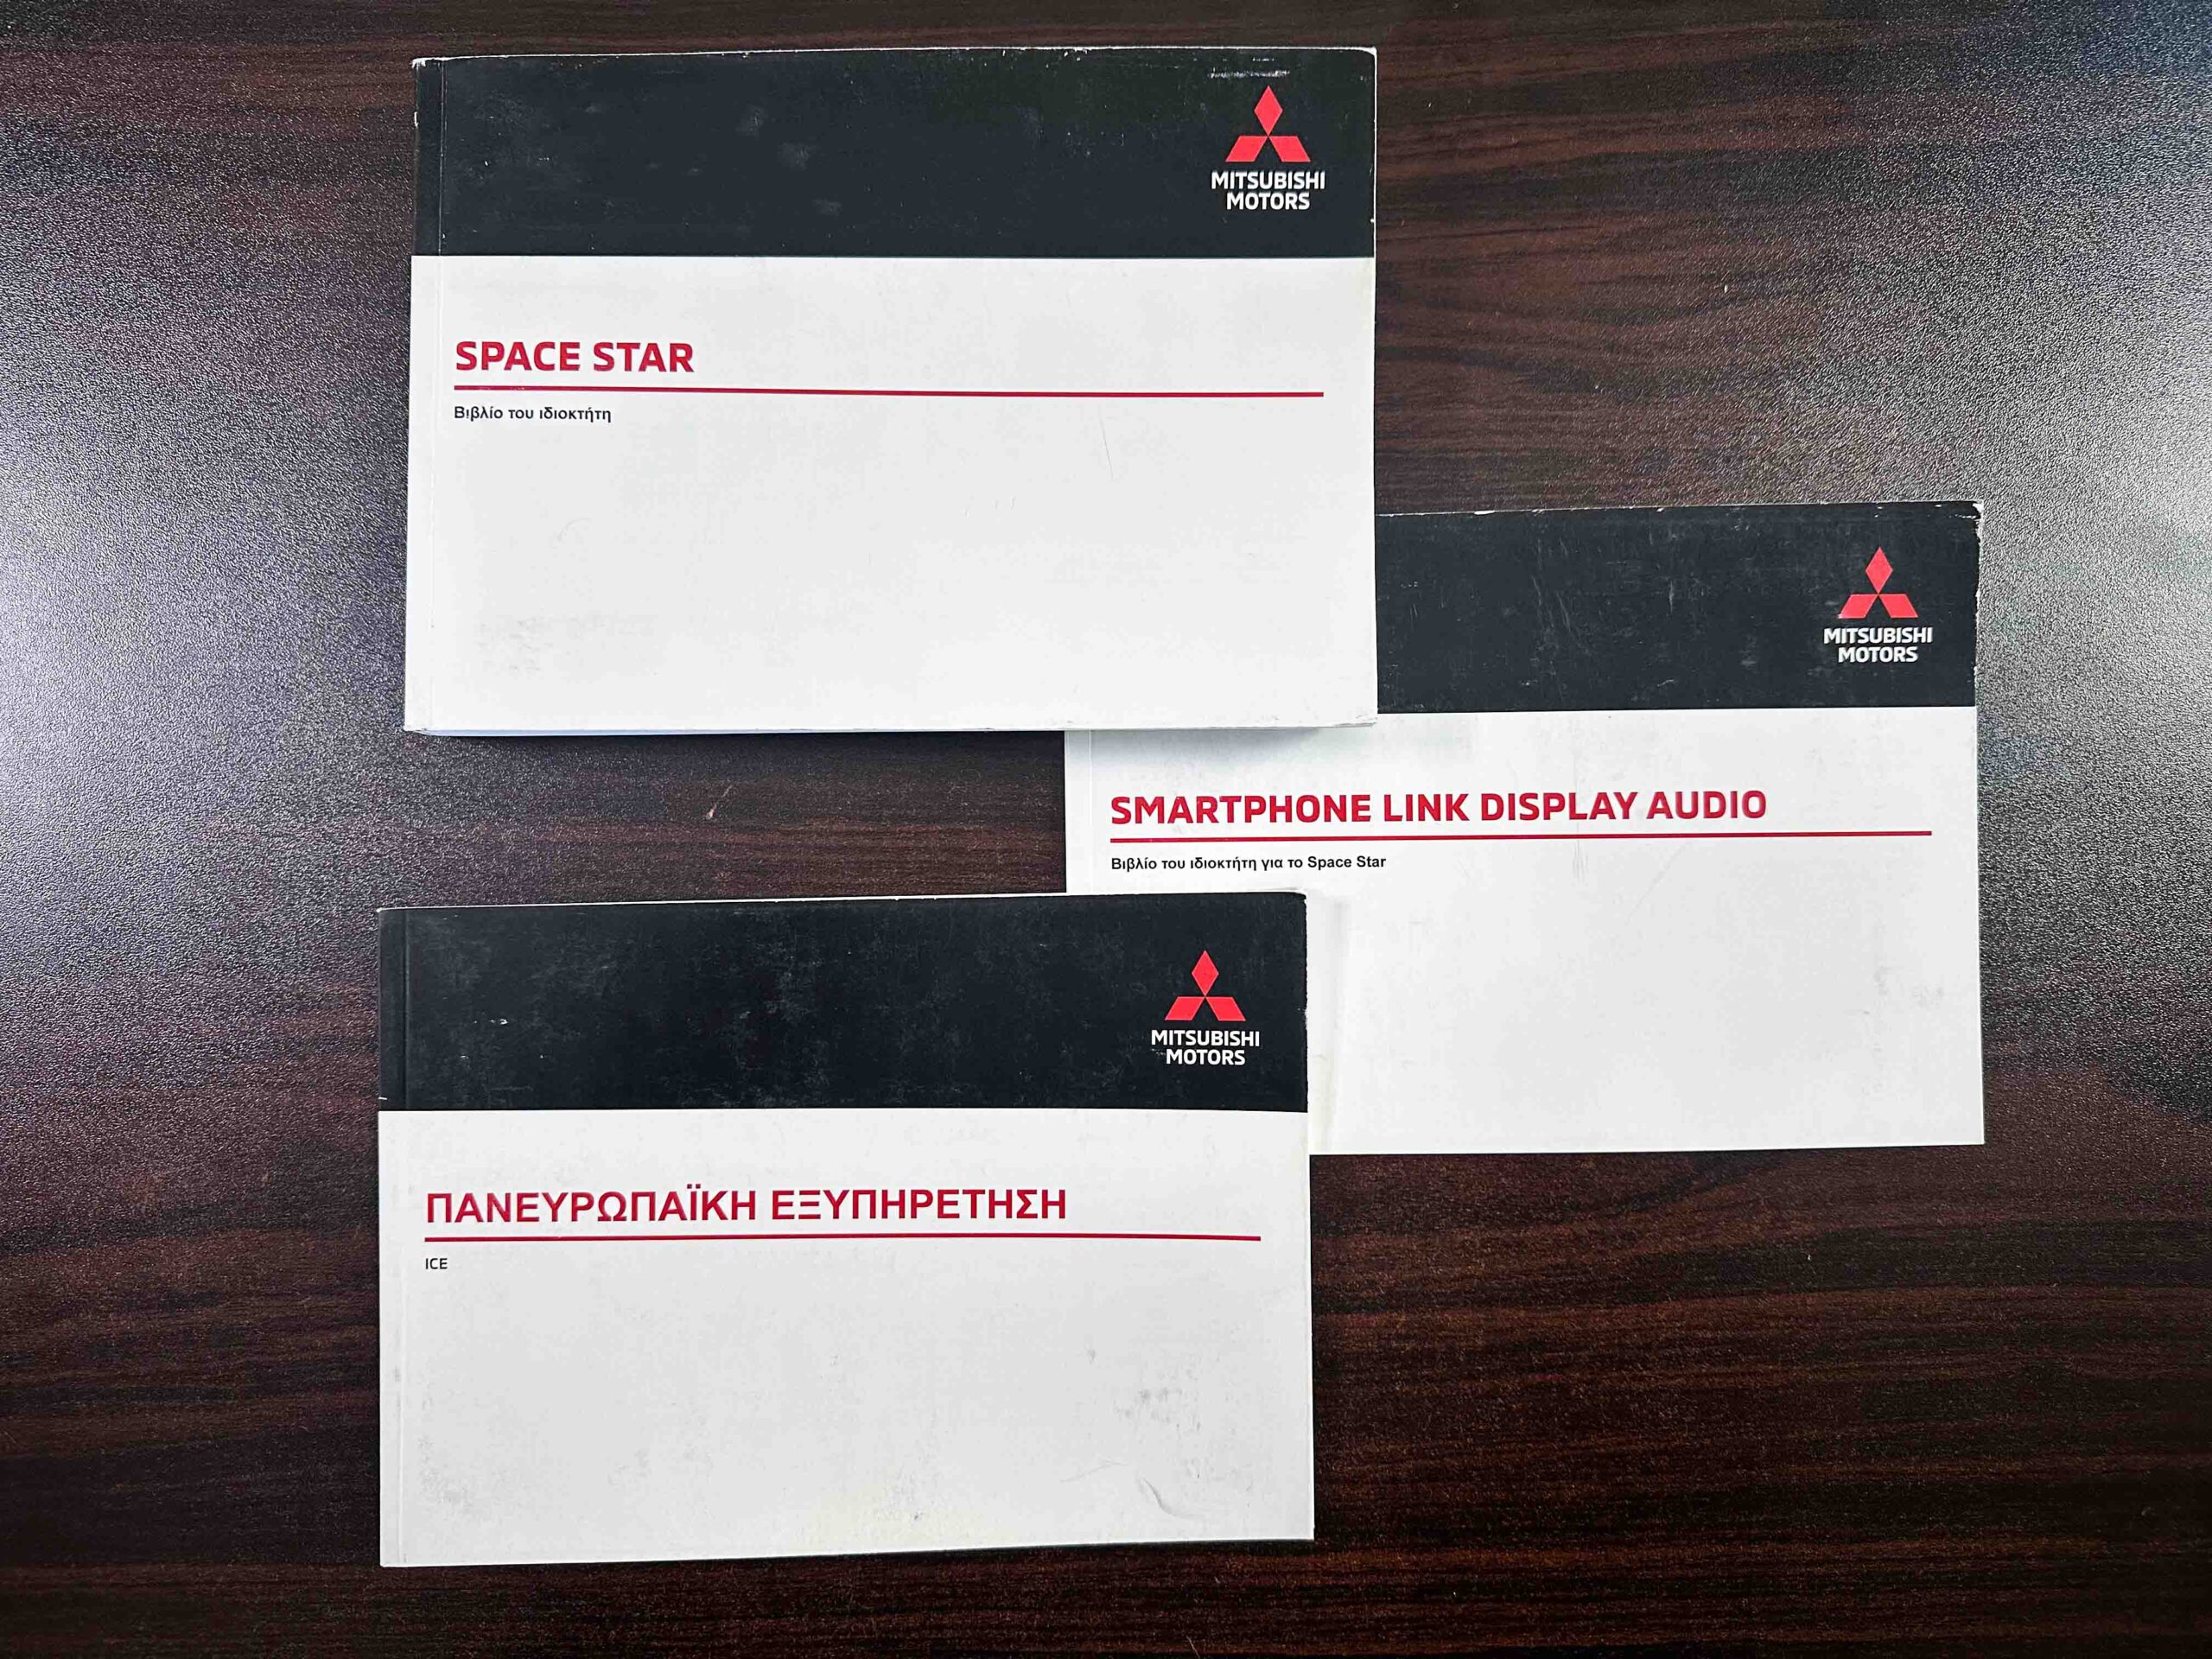 MITSUBISHI
MOTORS
SPACE STAR
Βιβλίο του ιδιοκτήτη
MITSUBISHI
MOTORS
SMARTPHONE LINK DISPLAY AUDIO
Βιβλίο του ιδιοκτήτη για το Space Star
MITSUBISHI
MOTORS
ΠΑΝΕΥΡΩΠΑΪΚΗ ΕΞΥΠΗΡΕΤΗΣΗ
ICE